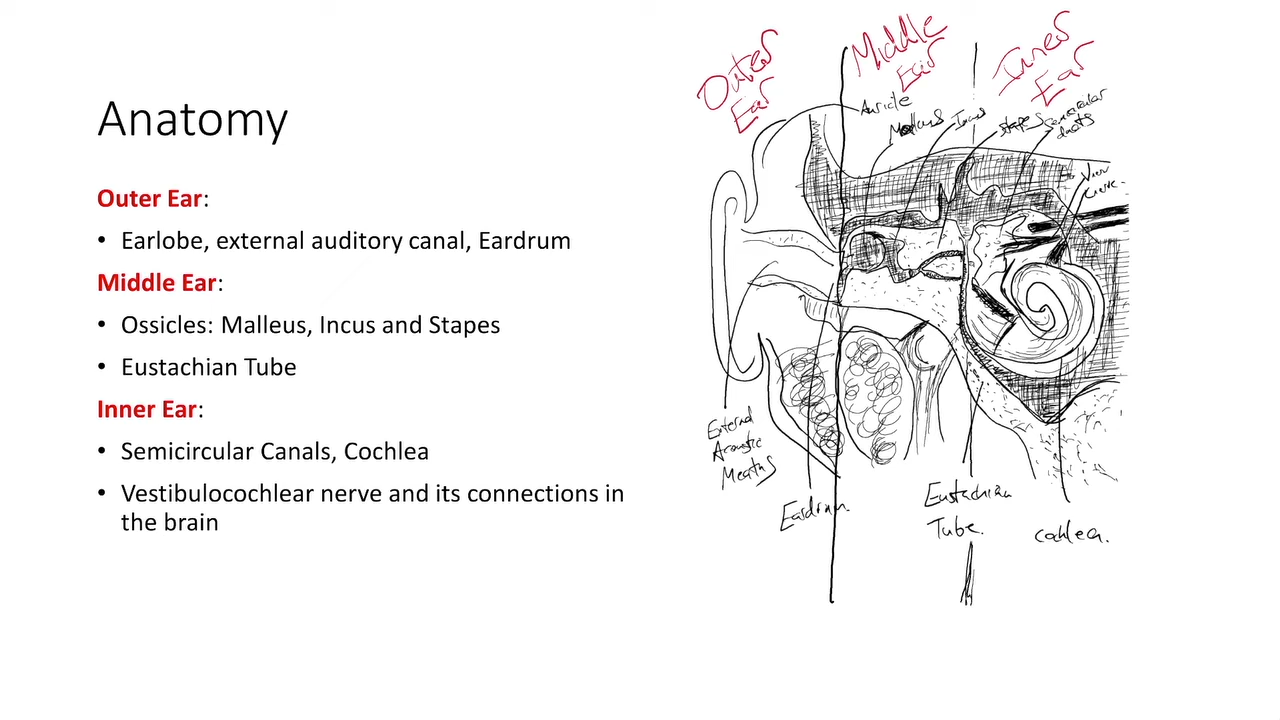 Anatomy
Outer Ear:
• Earlobe, external auditory canal, Eardrum
Middle Ear:
• Ossicles: Malleus, Incus and Stapes
• Eustachian Tube
Inner Ear:
• Semicircular Canals, Cochlea
• Vestibulocochlear nerve and its connections in
the brain
Outer
Ear
Middle
Ear
Inner
Ear
Auricle
Malleus
Incus
stapes
semicircular
ducts
nerve
External
Acoustic
Meatus
Eardrum
Eustachian
Tube.
cochlea.